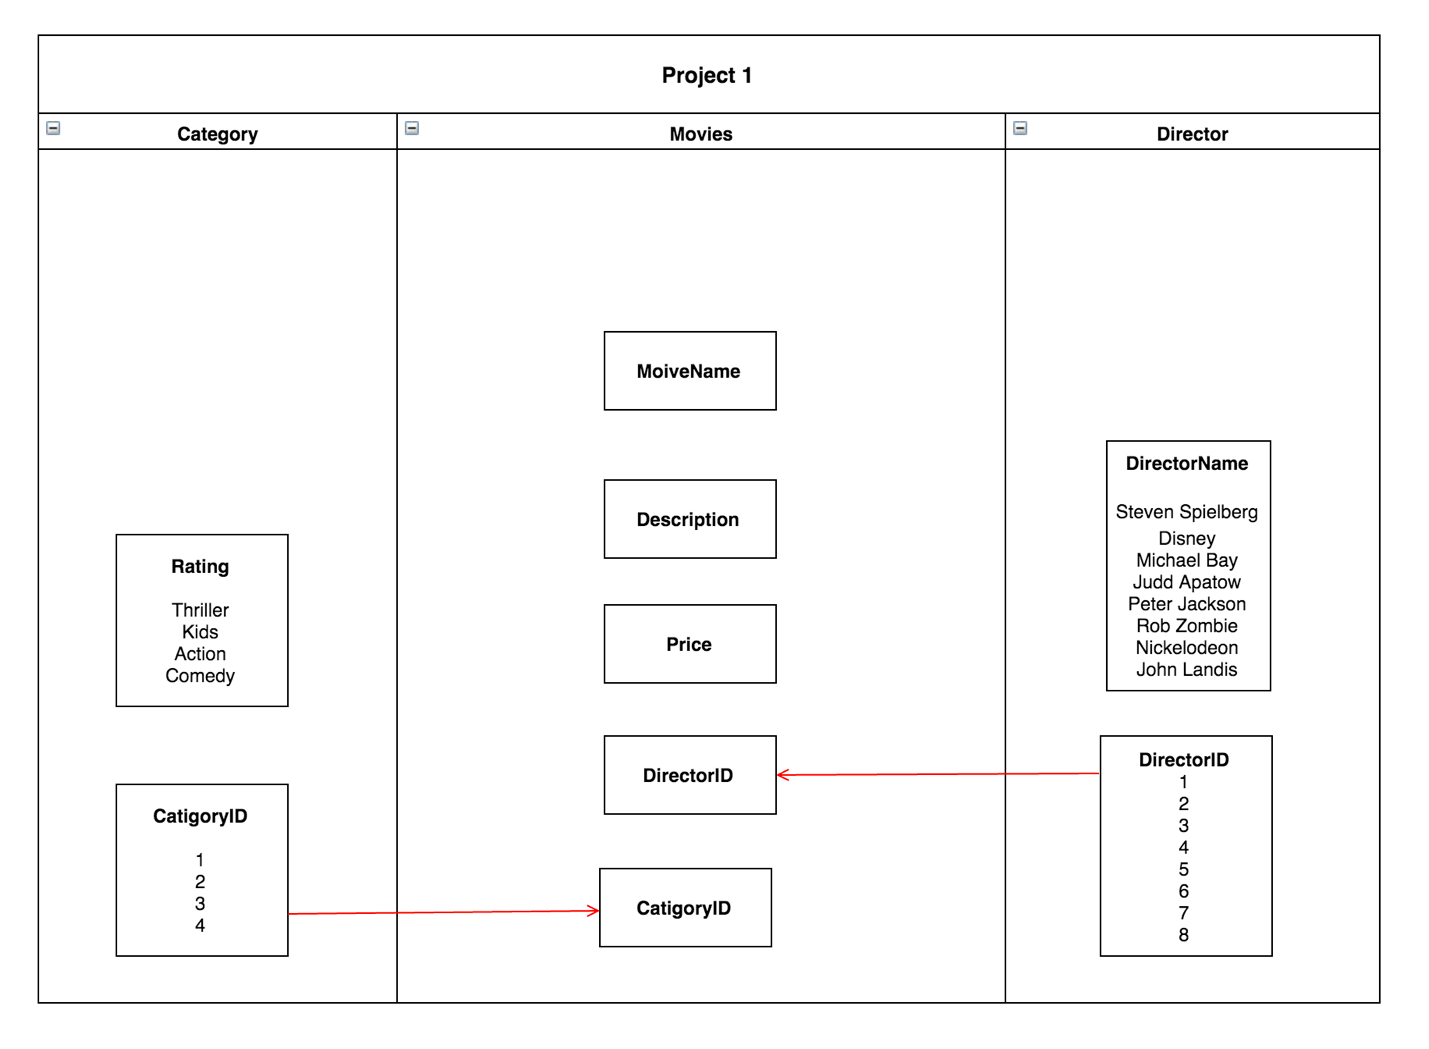 Project 1
Category
Movies
Director
MoiveName
Description
Price
DirectorID
CatigoryID
Rating
Thriller
Kids
Action
Comedy
CatigoryID
1
2
3
4
DirectorName
Steven Spielberg
Disney
Michael Bay
Judd Apatow
Peter Jackson
Rob Zombie
Nickelodeon
John Landis
DirectorID
1
2
3
4
5
6
7
8